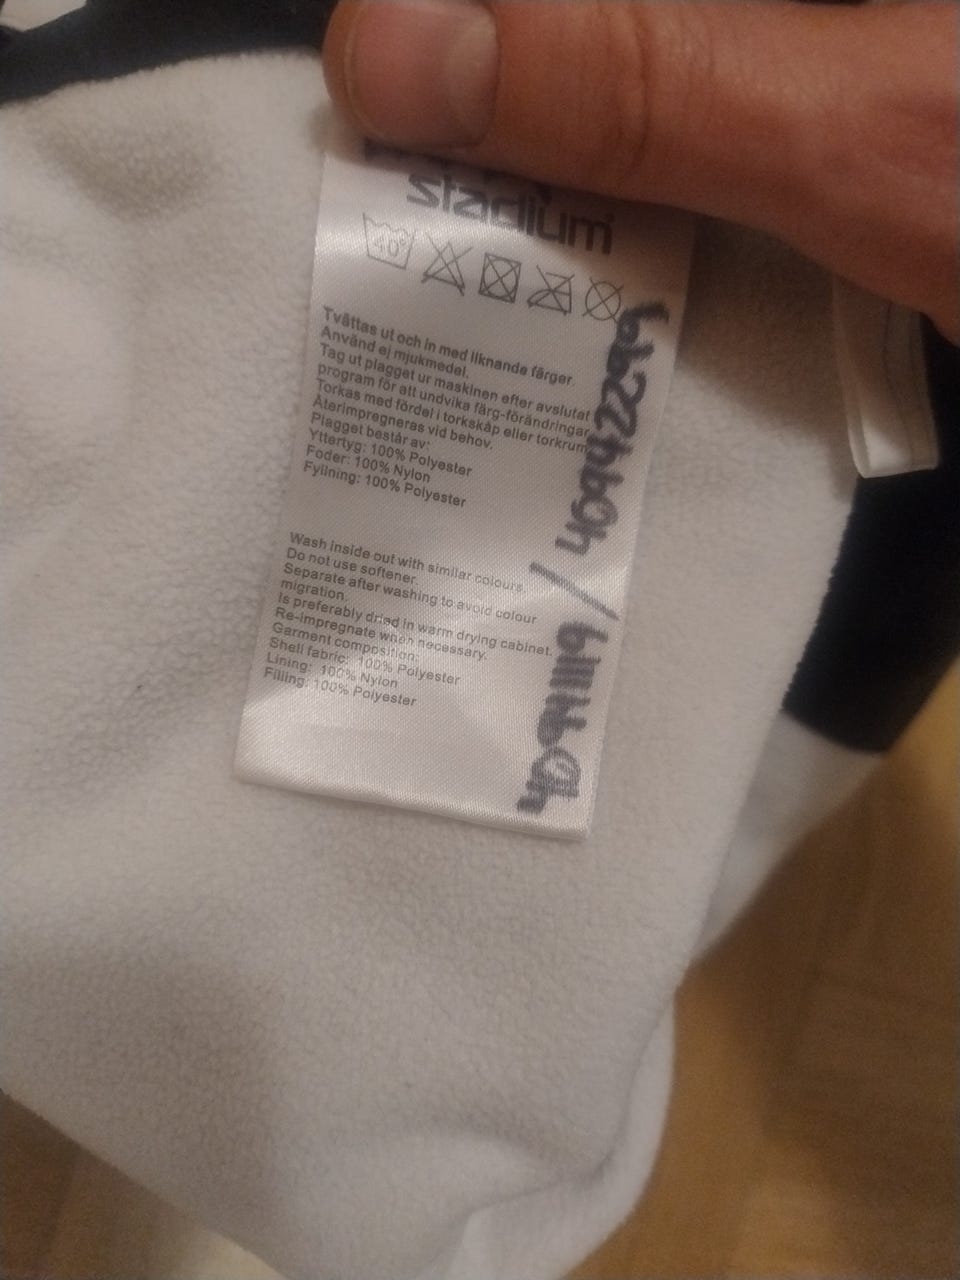 stadium
40°
Tvättas ut och in med liknande färger.
Använd ej mjukmedel.
Tag ut plagget ur maskinen efter avslutat
program för att undvika färg-förändringar
Torkas med fördel i torkskåp eller torkrum
Återimpregneras vid behov.
Plagget består av:
Yttertyg: 100% Polyester
Foder: 100% Nylon
Fyllning: 100% Polyester
Wash inside out with similar colours.
Do not use softener.
Separate after washing to avoid colour
migration.
Is preferably dried in warm drying cabinet.
Re-impregnate when necessary.
Garment composition:
Shell fabric: 100% Polyester
Lining: 100% Nylon
Filling: 100% Polyester